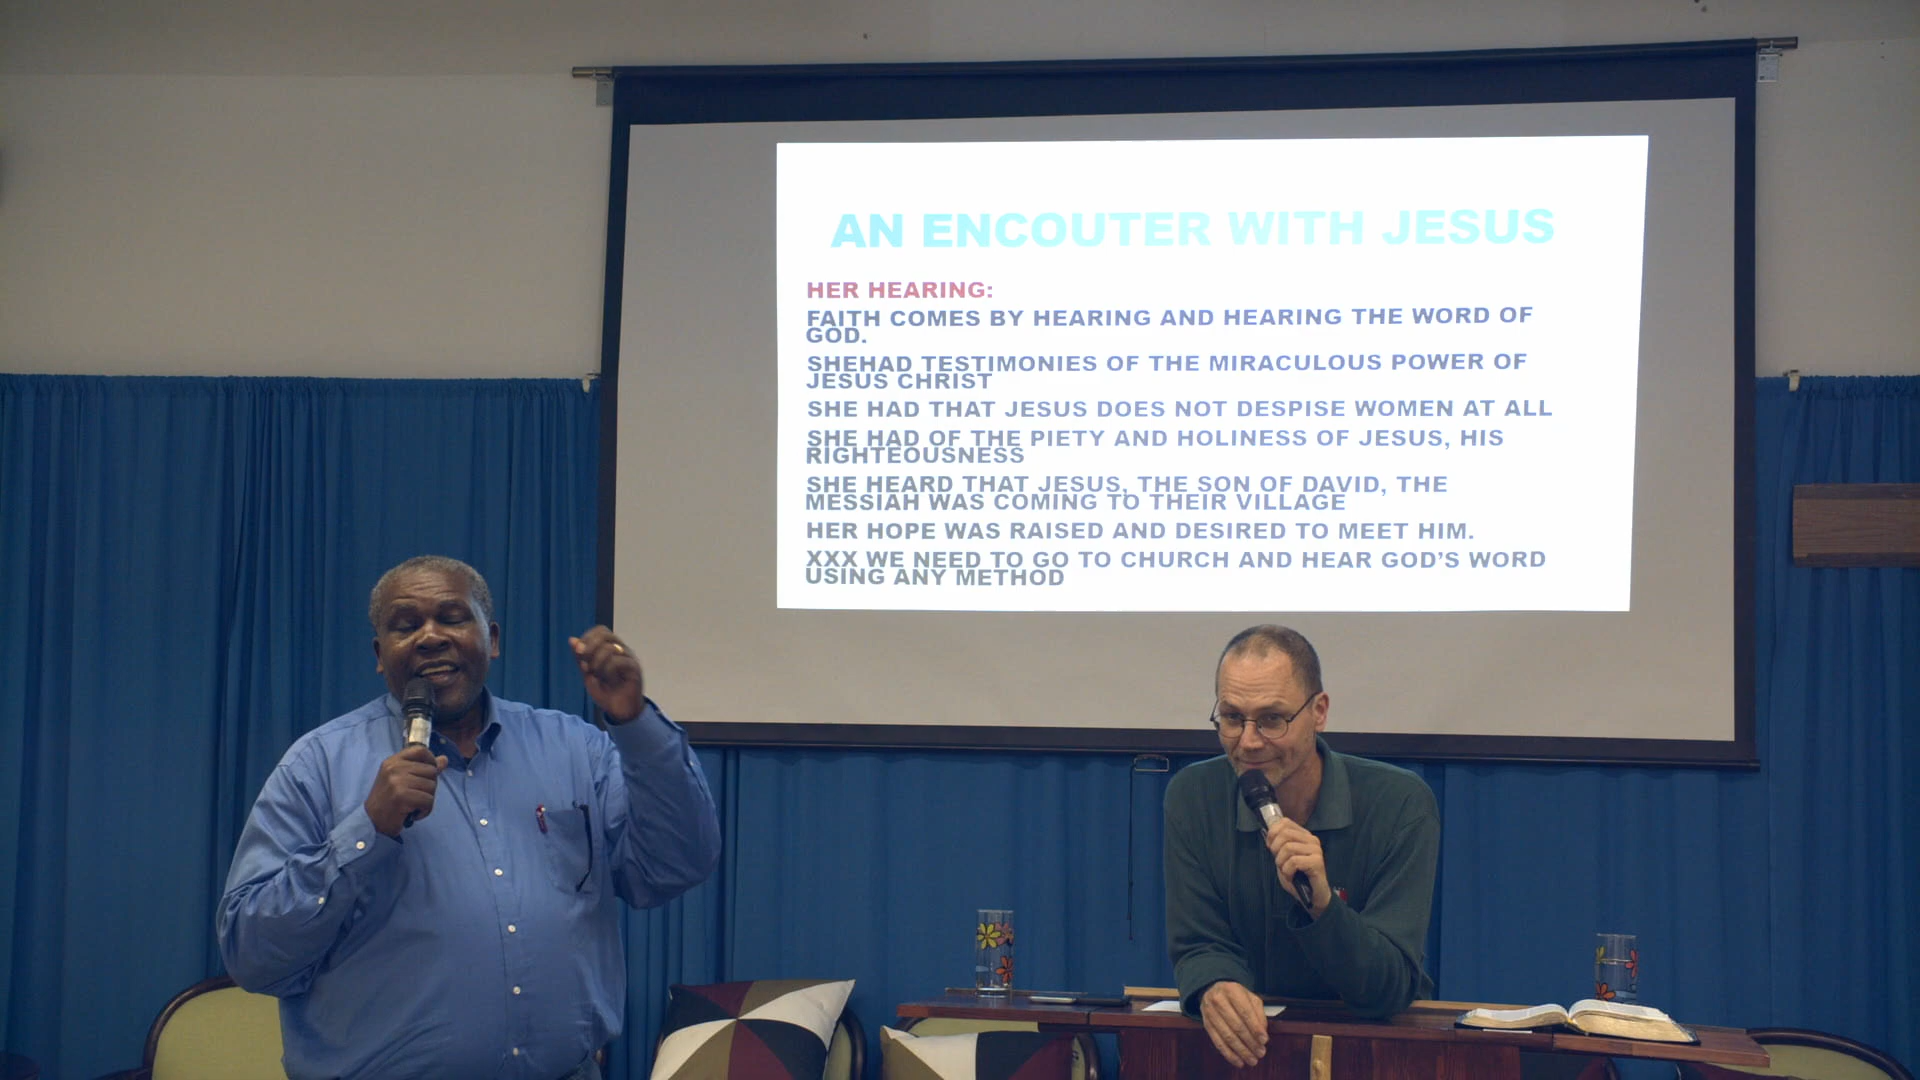 AN ENCOUTER WITH JESUS
HER HEARING:
FAITH COMES BY HEARING AND HEARING THE WORD OF
GOD.
SHEHAD TESTIMONIES OF THE MIRACULOUS POWER OF
JESUS CHRIST
SHE HAD THAT JESUS DOES NOT DESPISE WOMEN AT ALL
SHE HAD OF THE PIETY AND HOLINESS OF JESUS, HIS
RIGHTEOUSNESS
SHE HEARD THAT JESUS, THE SON OF DAVID, THE
MESSIAH WAS COMING TO THEIR VILLAGE
HER HOPE WAS RAISED AND DESIRED TO MEET HIM.
XXX WE NEED TO GO TO CHURCH AND HEAR GOD'S WORD
USING ANY METHOD